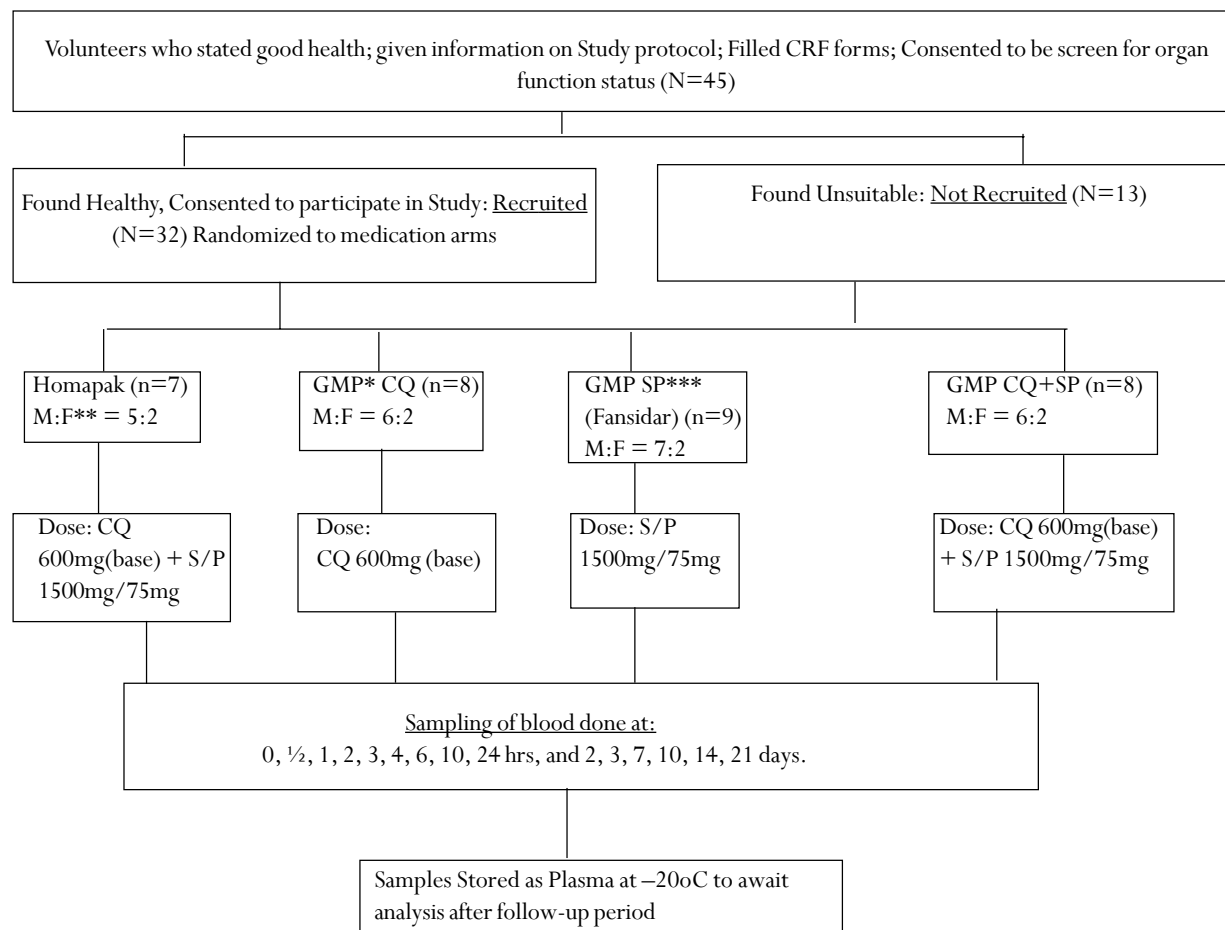 Volunteers who stated good health; given information on Study protocol; Filled CRF forms; Consented to be screen for organ
function status (N=45)
Found Healthy, Consented to participate in Study: Recruited
(N=32) Randomized to medication arms
Found Unsuitable: Not Recruited (N=13)
Homapak (n=7)
M:F** = 5:2
GMP* CQ (n=8)
M:F = 6:2
GMP SP***
(Fansidar) (n=9)
M:F = 7:2
GMP CQ+SP (n=8)
M:F = 6:2
Dose: CQ
600mg(base) + S/P
1500mg/75mg
Dose:
CQ 600mg (base)
Dose: S/P
1500mg/75mg
Dose: CQ 600mg(base)
+ S/P 1500mg/75mg
Sampling of blood done at:
0, ½, 1, 2, 3, 4, 6, 10, 24 hrs, and 2, 3, 7, 10, 14, 21 days.
Samples Stored as Plasma at –20oC to await
analysis after follow-up period